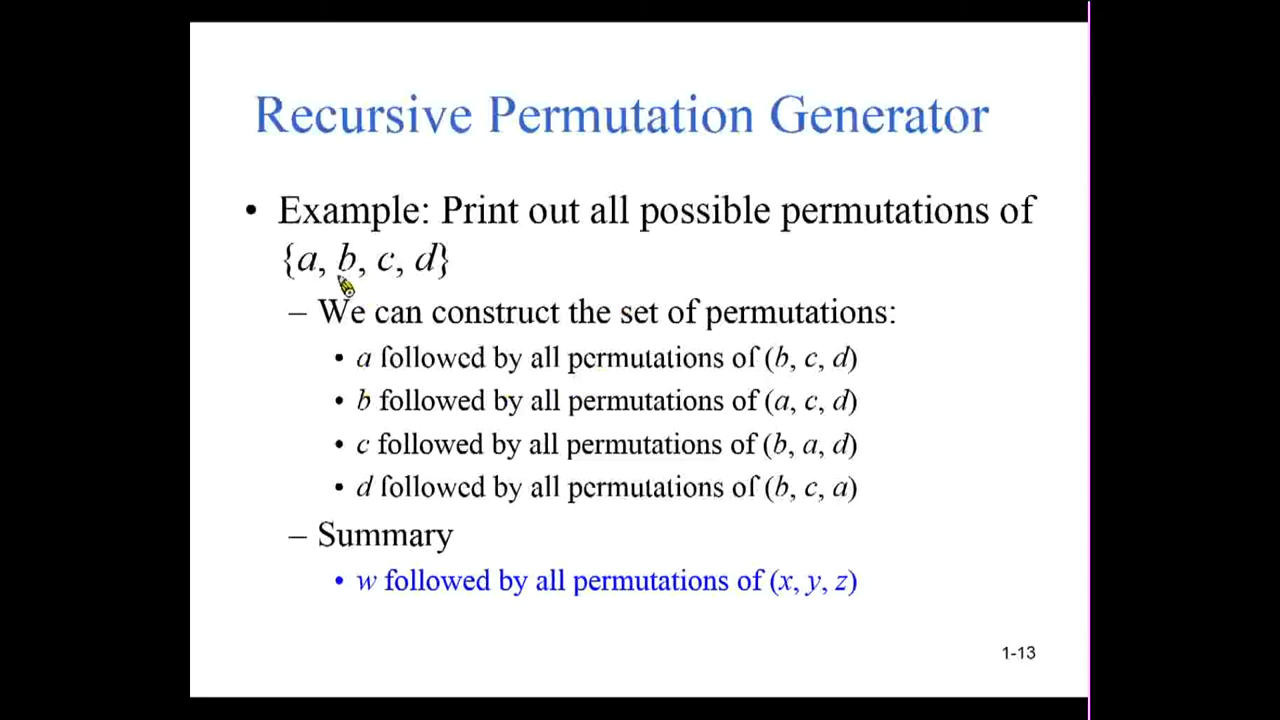 Recursive Permutation Generator
• Example: Print out all possible permutations of
{a, b, c, d}
– We can construct the set of permutations:
• a followed by all permutations of (b, c, d)
• b followed by all permutations of (a, c, d)
• c followed by all permutations of (b, a, d)
• d followed by all permutations of (b, c, a)
– Summary
• w followed by all permutations of (x, y, z)
1-13